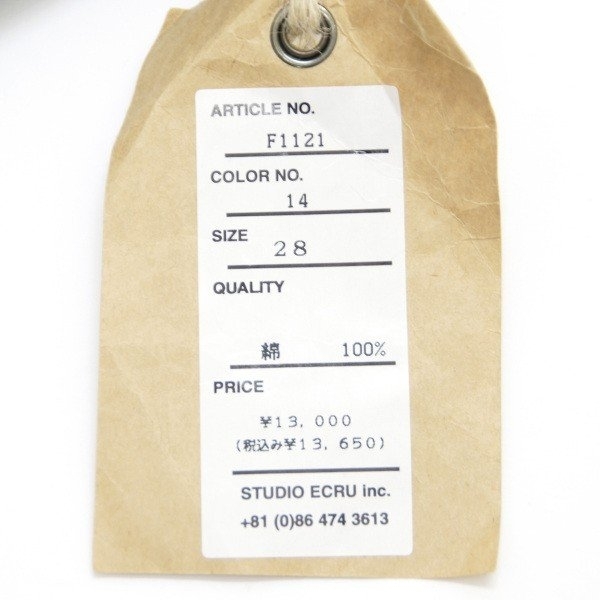 ARTICLE NO.
F1121
COLOR NO.
14
SIZE
28
QUALITY
綿 100%
PRICE
¥13,000
(税込み¥13,650)
STUDIO ECRU inc.
+81 (0)86 474 3613